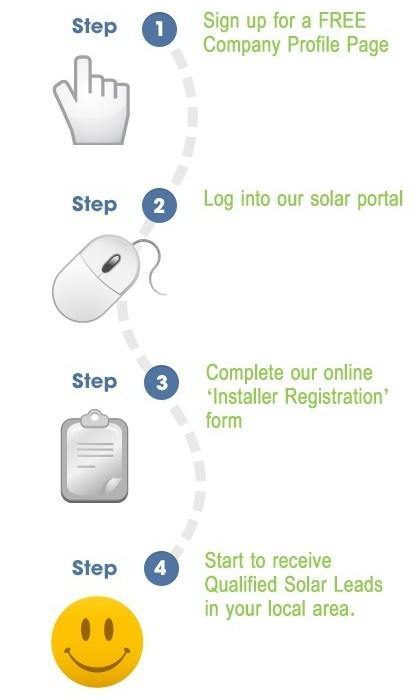 Step 1
Sign up for a FREE
Company Profile Page
Step 2
Log into our solar portal
Step 3
Complete our online
‘Installer Registration’
form
Step 4
Start to receive
Qualified Solar Leads
in your local area.